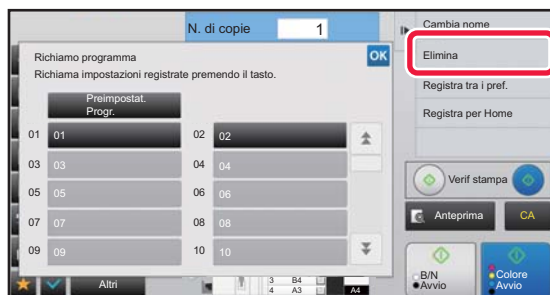 N. di copie 1
Cambia nome
Richiamo programma
OK
Elimina
Richiama impostazioni registrate premendo il tasto.
Registra tra i pref.
Preimpostat.
Progr.
Registra per Home
01 01 02 02
03 03 04 04
05 05 06 06
Verif stampa
07 07 08 08
Anteprima
CA
09 09 10 10
B/N
Avvio
Colore
Avvio
Altri
3 B4
4 A3
A4